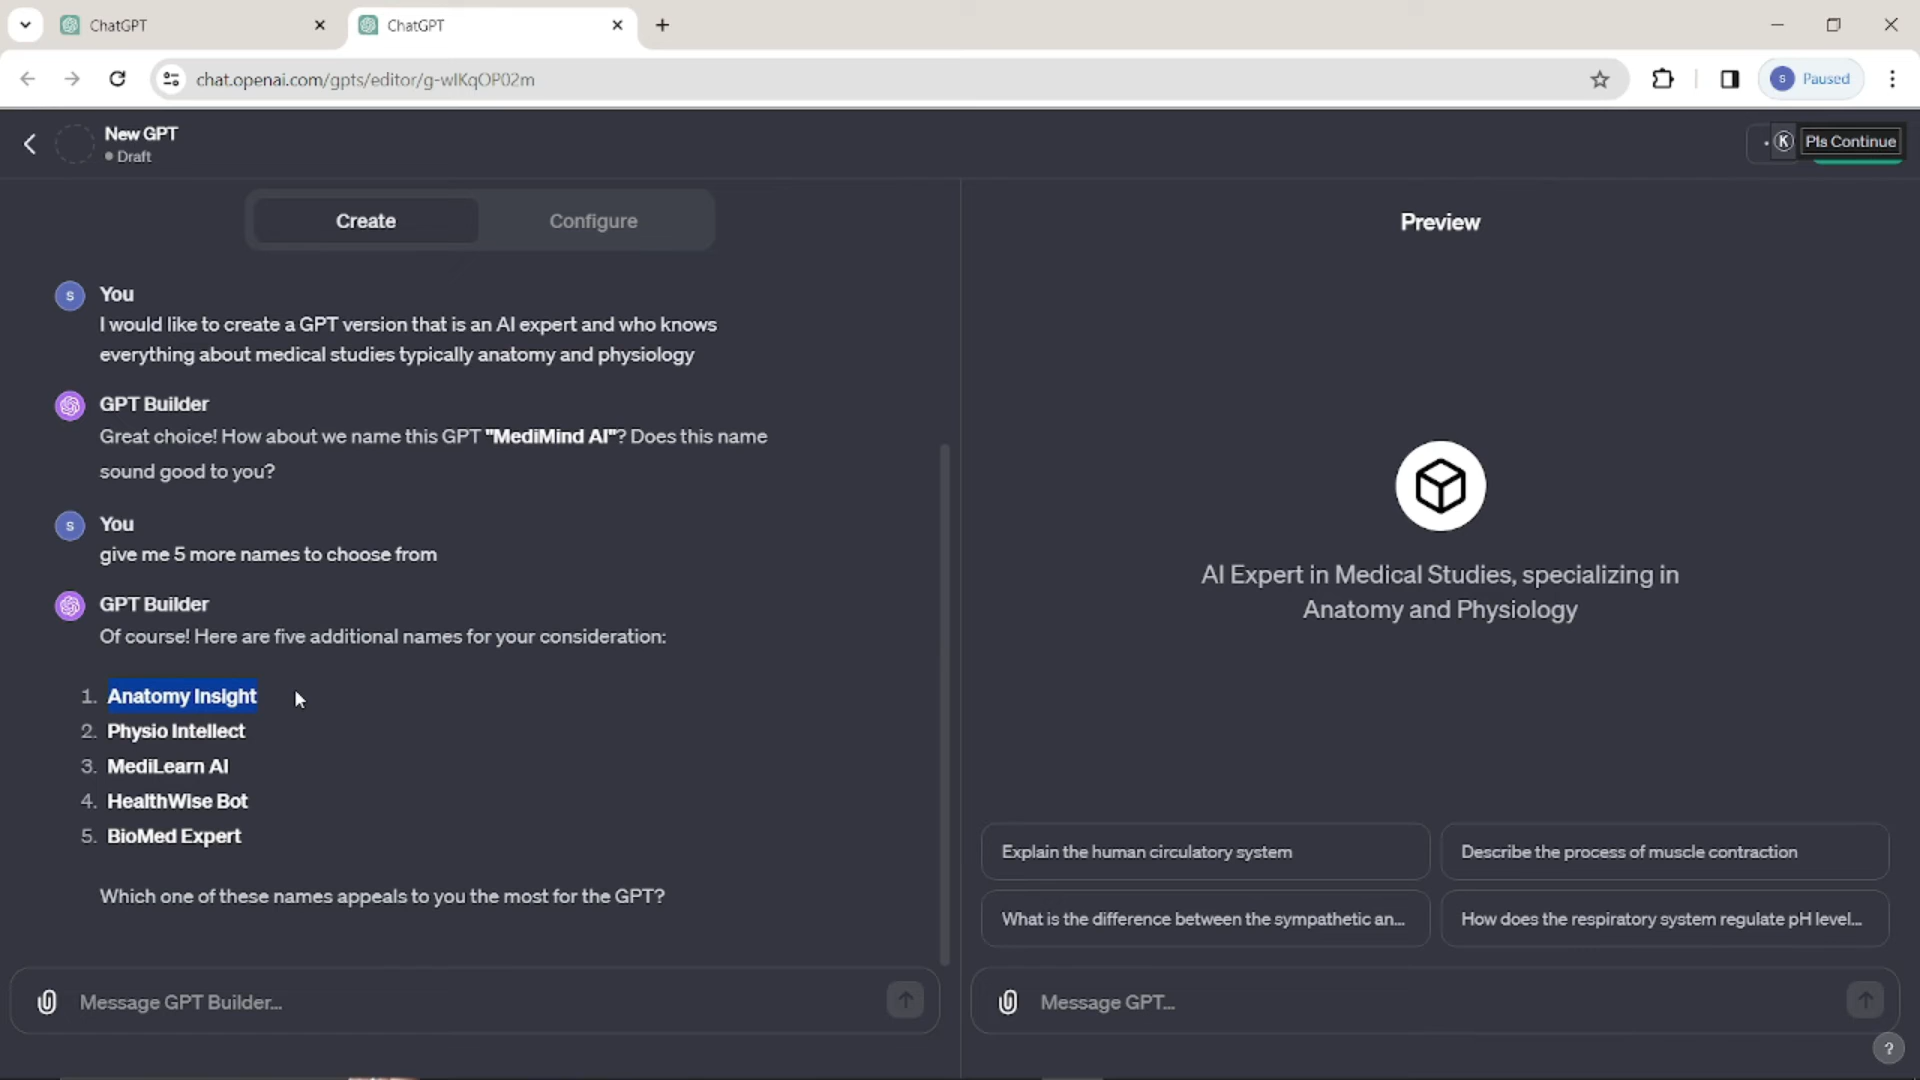 ChatGPT
ChatGPT
chat.openai.com/gpts/editor/g-wIKqOP02m
S
Paused
New GPT
Draft
K
Pls Continue
Create
Configure
Preview
S
You
I would like to create a GPT version that is an AI expert and who knows
everything about medical studies typically anatomy and physiology
GPT Builder
Great choice! How about we name this GPT "MediMind AI"? Does this name
sound good to you?
S
You
give me 5 more names to choose from
GPT Builder
Of course! Here are five additional names for your consideration:
1. Anatomy Insight
2. Physio Intellect
3. MediLearn AI
4. HealthWise Bot
5. BioMed Expert
Which one of these names appeals to you the most for the GPT?
Message GPT Builder...
AI Expert in Medical Studies, specializing in
Anatomy and Physiology
Explain the human circulatory system
Describe the process of muscle contraction
What is the difference between the sympathetic an...
How does the respiratory system regulate pH level...
Message GPT...
?